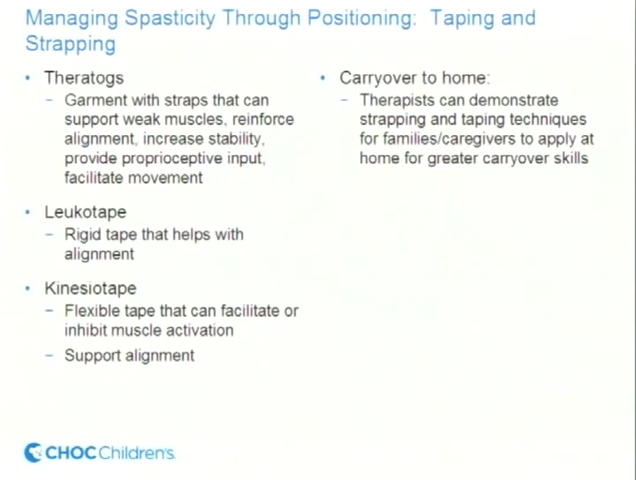 Managing Spasticity Through Positioning: Taping and
Strapping
• Theratogs
– Garment with straps that can
support weak muscles, reinforce
alignment, increase stability,
provide proprioceptive input,
facilitate movement
• Leukotape
– Rigid tape that helps with
alignment
• Kinesiotape
– Flexible tape that can facilitate or
inhibit muscle activation
– Support alignment
• Carryover to home:
– Therapists can demonstrate
strapping and taping techniques
for families/caregivers to apply at
home for greater carryover skills
CHOC Children's.